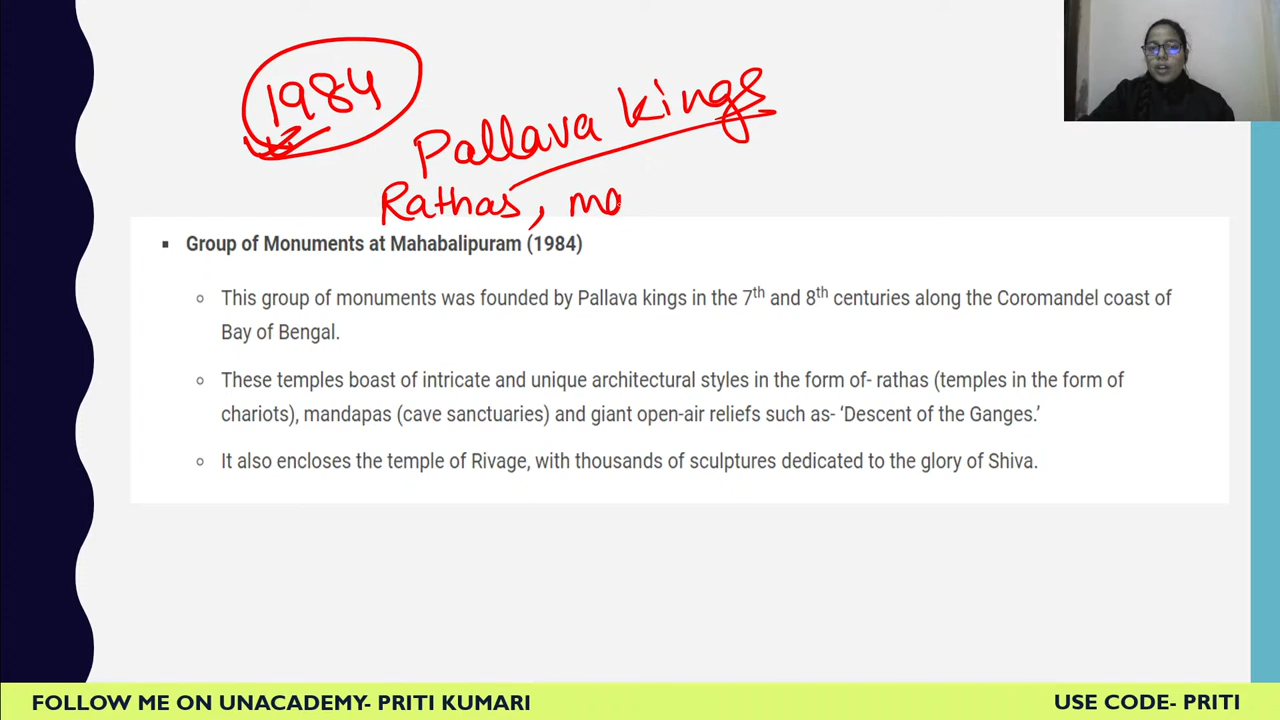 1984
Pallava kings
Rathas, ma
▪ Group of Monuments at Mahabalipuram (1984)
○ This group of monuments was founded by Pallava kings in the 7th and 8th centuries along the Coromandel coast of
Bay of Bengal.
○ These temples boast of intricate and unique architectural styles in the form of- rathas (temples in the form of
chariots), mandapas (cave sanctuaries) and giant open-air reliefs such as- ‘Descent of the Ganges.’
○ It also encloses the temple of Rivage, with thousands of sculptures dedicated to the glory of Shiva.
FOLLOW ME ON UNACADEMY- PRITI KUMARI
USE CODE- PRITI